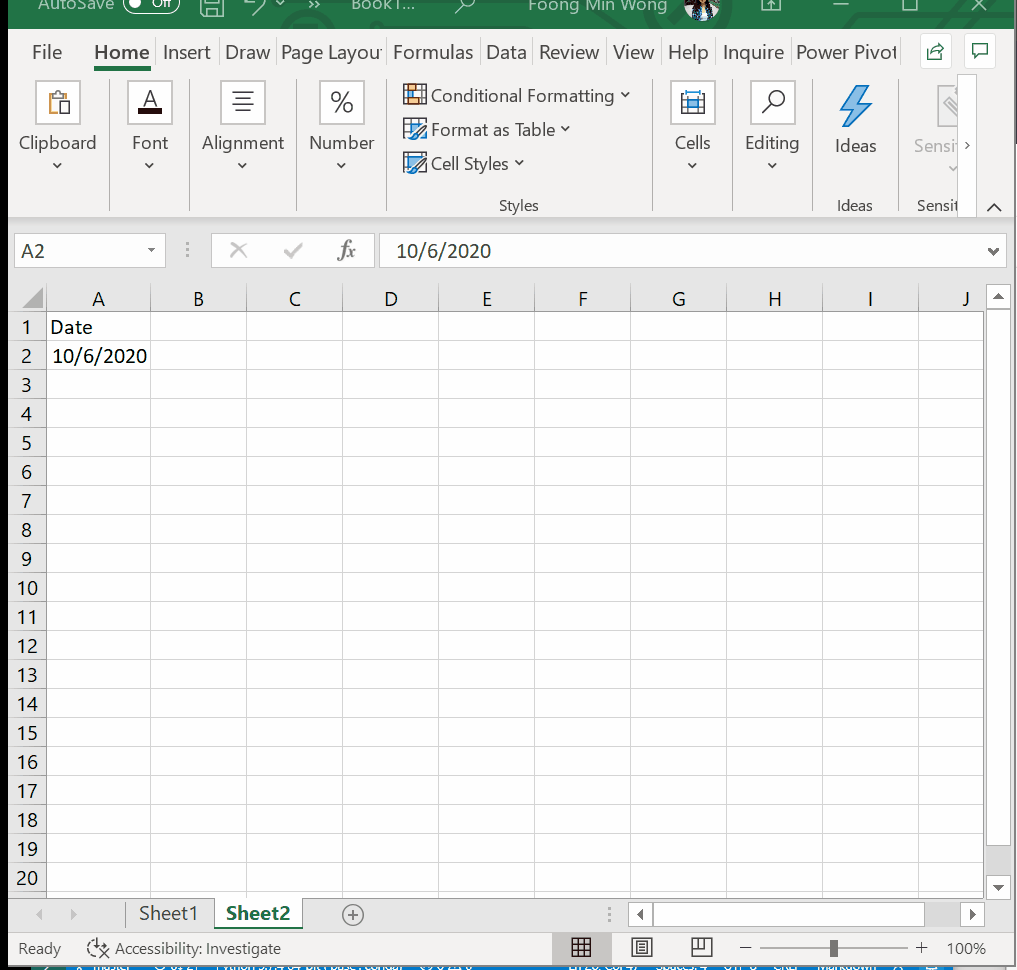 AutoSave Off Book1... Foong Min Wong
File Home Insert Draw Page Layou Formulas Data Review View Help Inquire Power Pivot
Conditional Formatting
Format as Table
Cell Styles
Clipboard Font Alignment Number Cells Editing Ideas Sensi
Styles Ideas Sensit
A2 fx 10/6/2020
A B C D E F G H I J
1 Date
2 10/6/2020
3
4
5
6
7
8
9
10
11
12
13
14
15
16
17
18
19
20
Sheet1 Sheet2
Ready Accessibility: Investigate 100%